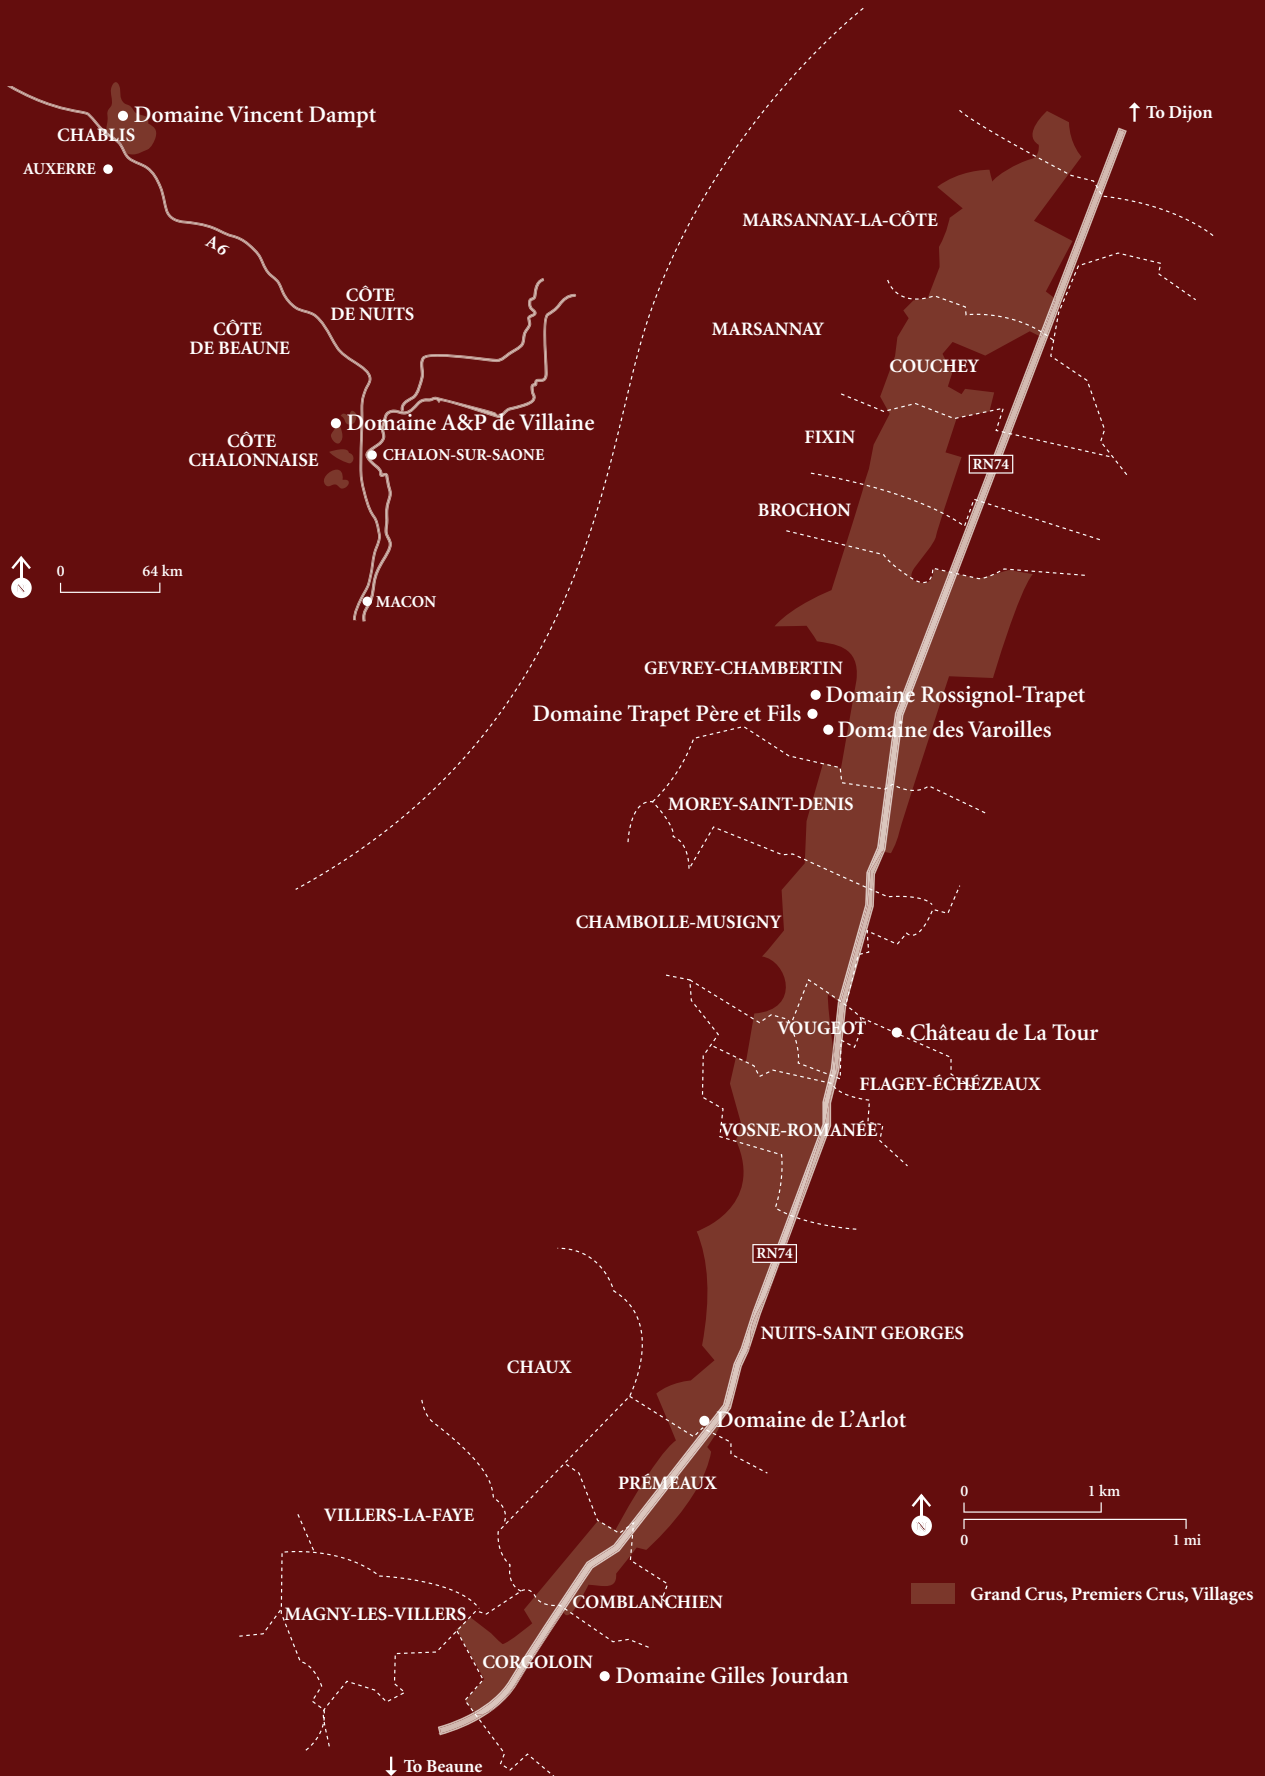 Domaine Vincent Dampt
CHABLIS
AUXERRE
A6
CÔTE
DE NUITS
CÔTE
DE BEAUNE
Domaine A&P de Villaine
CÔTE
CHALONNAISE
CHALON-SUR-SAONE
N
0 64 km
MACON
To Dijon
MARSANNAY-LA-CÔTE
MARSANNAY
COUCHEY
FIXIN
RN74
BROCHON
GEVREY-CHAMBERTIN
Domaine Rossignol-Trapet
Domaine Trapet Père et Fils
Domaine des Varoilles
MOREY-SAINT-DENIS
CHAMBOLLE-MUSIGNY
VOUGEOT
Château de La Tour
FLAGEY-ÉCHÉZEAUX
VOSNE-ROMANÉE
RN74
NUITS-SAINT GEORGES
CHAUX
Domaine de L’Arlot
PRÉMEAUX
VILLERS-LA-FAYE
COMBLANCHIEN
MAGNY-LES-VILLERS
CORGOLOIN
Domaine Gilles Jourdan
To Beaune
0 1 km
N
0 1 mi
Grand Crus, Premiers Crus, Villages